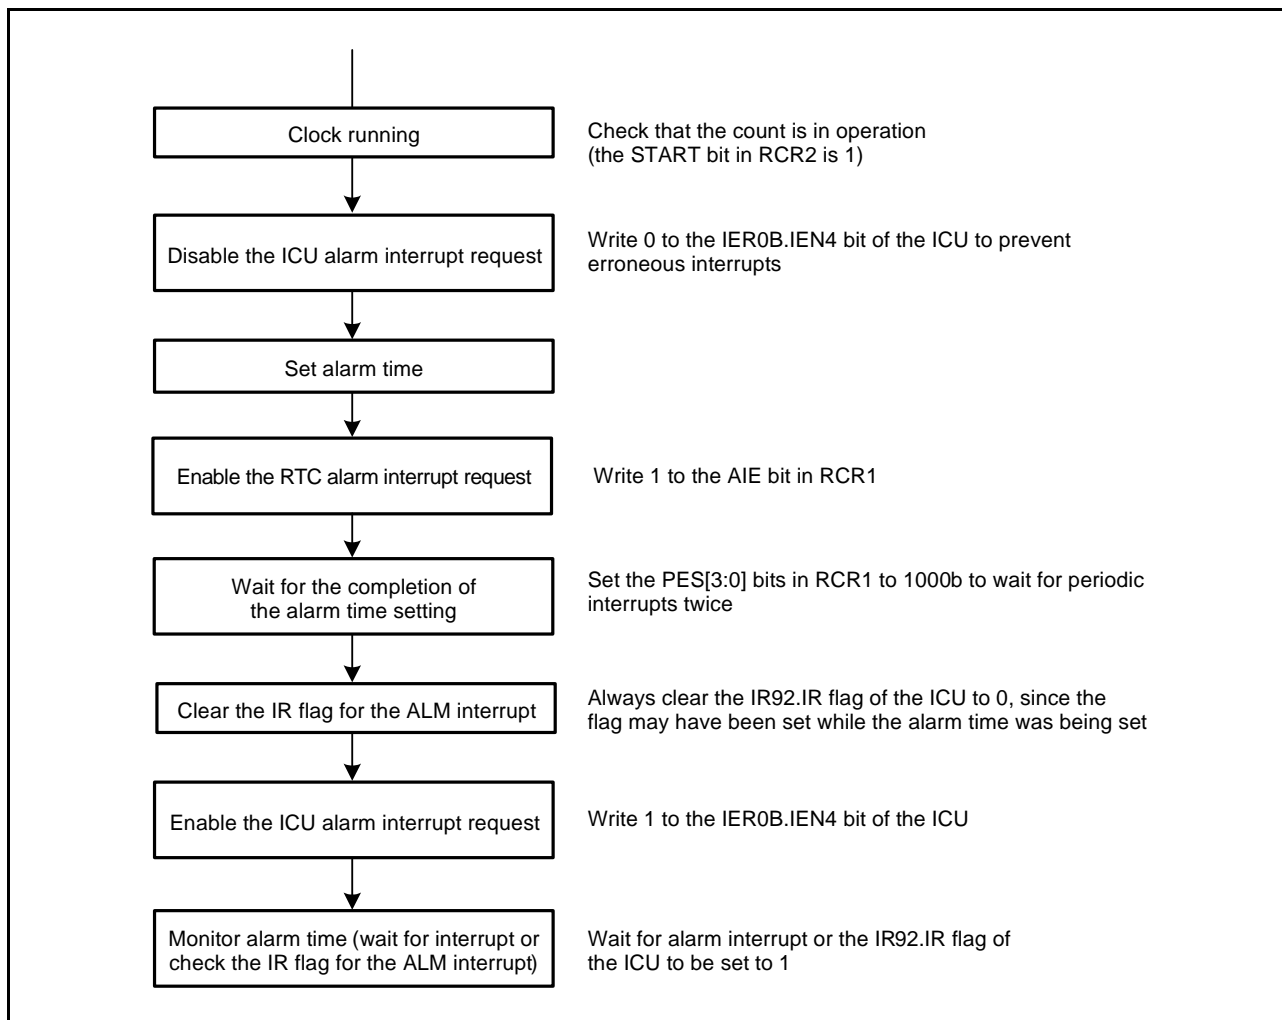 Clock running
Check that the count is in operation
(the START bit in RCR2 is 1)
Disable the ICU alarm interrupt request
Write 0 to the IER0B.IEN4 bit of the ICU to prevent
erroneous interrupts
Set alarm time
Enable the RTC alarm interrupt request
Write 1 to the AIE bit in RCR1
Wait for the completion of
the alarm time setting
Set the PES[3:0] bits in RCR1 to 1000b to wait for periodic
interrupts twice
Clear the IR flag for the ALM interrupt
Always clear the IR92.IR flag of the ICU to 0, since the
flag may have been set while the alarm time was being set
Enable the ICU alarm interrupt request
Write 1 to the IER0B.IEN4 bit of the ICU
Monitor alarm time (wait for interrupt or
check the IR flag for the ALM interrupt)
Wait for alarm interrupt or the IR92.IR flag of
the ICU to be set to 1